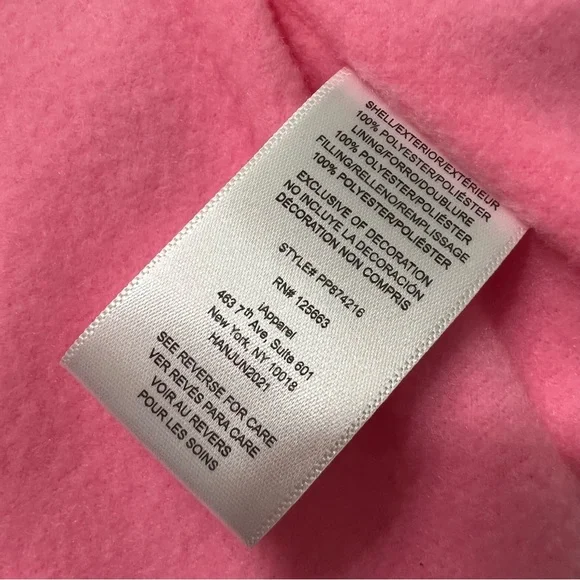 SHELL/EXTERIOR/EXTÉRIEUR
100% POLYESTER/POLIÉSTER
LINING/FORRO/DOUBLURE
100% POLYESTER/POLIÉSTER
FILLING/RELLENO/REMPLISSAGE
100% POLYESTER/POLIÉSTER
EXCLUSIVE OF DECORATION
NO INCLUYE LA DECORACIÓN
DÉCORATION NON COMPRIS
STYLE# PP874216
RN# 125663
iApparel
463 7th Ave, Suite 601
New York, NY 10018
HANJUN2021
SEE REVERSE FOR CARE
VER REVÉS PARA CARE
VOIR AU REVERS
POUR LES SOINS